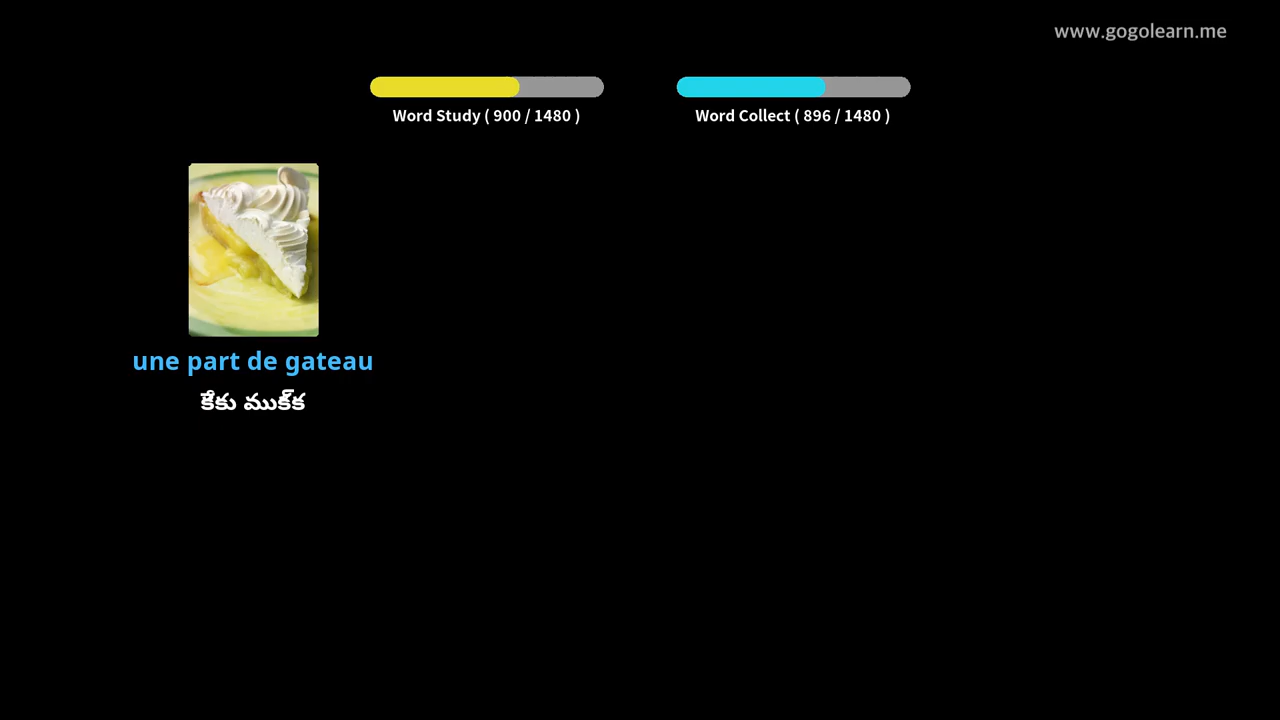 www.gogolearn.me
Word Study ( 900 / 1480 )
Word Collect ( 896 / 1480 )
une part de gateau
కేకు ముక్క